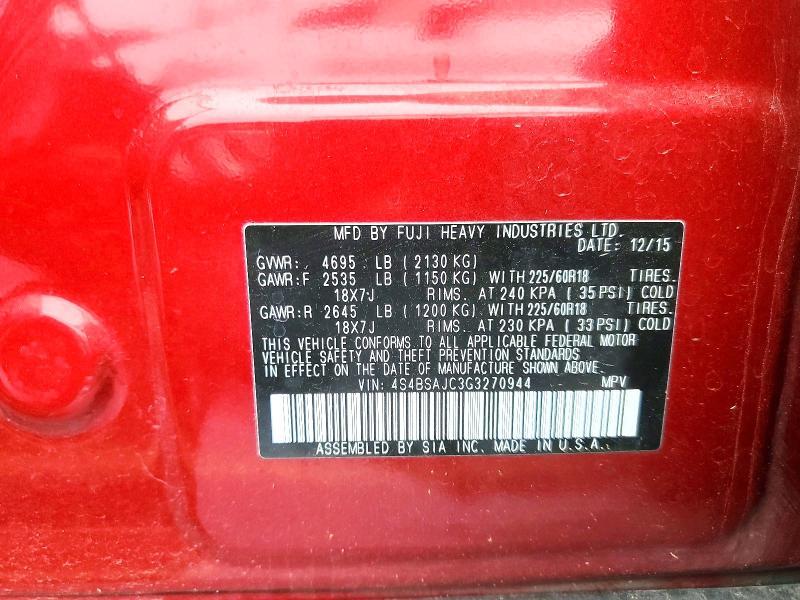 MFD BY FUJI HEAVY INDUSTRIES LTD.
DATE: 12/15
GVWR: 4695 LB ( 2130 KG)
GAWR:F 2535 LB ( 1150 KG) WITH 225/60R18 TIRES.
18X7J RIMS. AT 240 KPA ( 35 PSI) COLD
GAWR:R 2645 LB ( 1200 KG) WITH 225/60R18 TIRES.
18X7J RIMS. AT 230 KPA ( 33 PSI) COLD
THIS VEHICLE CONFORMS TO ALL APPLICABLE FEDERAL MOTOR
VEHICLE SAFETY AND THEFT PREVENTION STANDARDS
IN EFFECT ON THE DATE OF MANUFACTURE SHOWN ABOVE.
VIN: 4S4BSAJC3G3270944 MPV
ASSEMBLED BY SIA INC. MADE IN U.S.A.